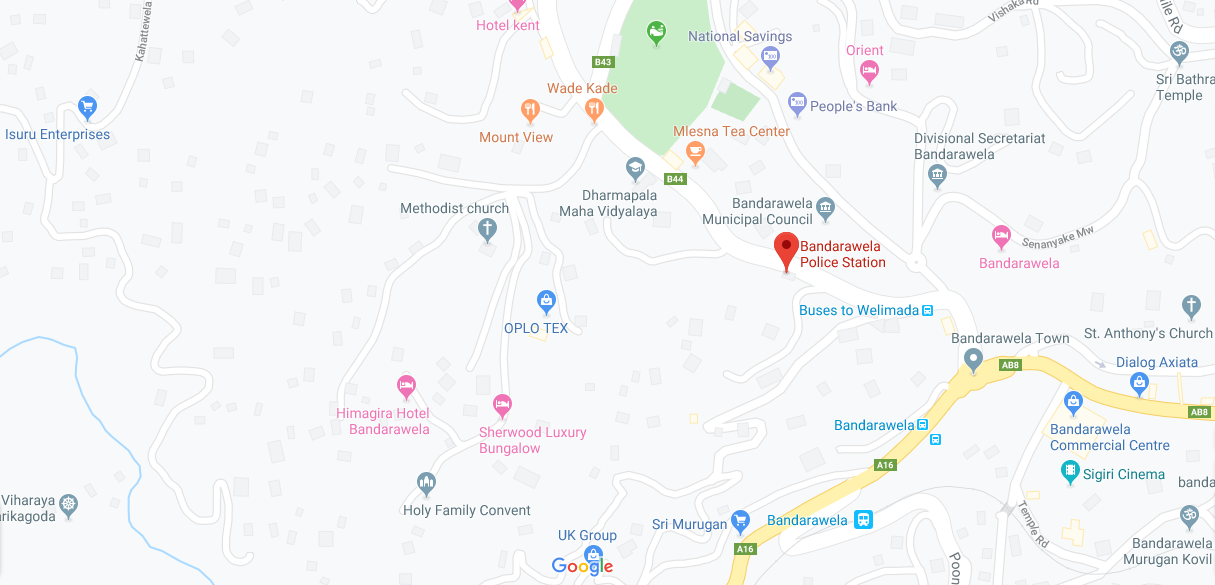 Kahattewela
Hotel kent
B43
National Savings
Vishaka Rd
Orient
Sri Bathra
Temple
Wade Kade
Mount View
People's Bank
Isuru Enterprises
Mlesna Tea Center
Divisional Secretariat
Bandarawela
B44
Dharmapala
Maha Vidyalaya
Methodist church
Bandarawela
Municipal Council
Senanyake Mw
Bandarawela
Police Station
Bandarawela
Buses to Welimada
OPLO TEX
St. Anthony's Church
Bandarawela Town
AB8
Dialog Axiata
AB8
Himagira Hotel
Bandarawela
Sherwood Luxury
Bungalow
Bandarawela
Bandarawela
Commercial Centre
A16
Sigiri Cinema
banda
Viharaya
arikagoda
Holy Family Convent
Sri Murugan
Bandarawela
Temple Rd
UK Group
A16
Bandarawela
Murugan Kovil
Poon
Google